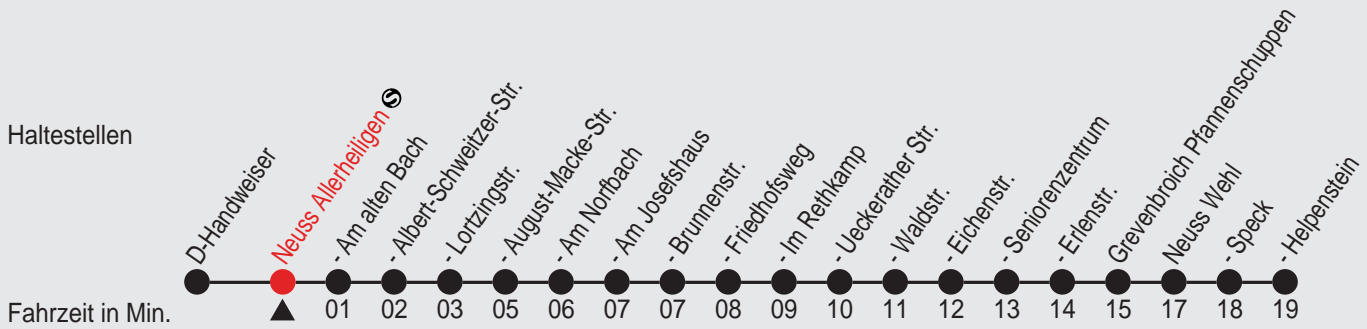 Haltestellen
D-Handweiser
Neuss Allerheiligen S
- Am alten Bach
- Albert-Schweitzer-Str.
- Lortzingstr.
- August-Macke-Str.
- Am Norfbach
- Am Josefshaus
- Brunnenstr.
- Friedhofsweg
- Im Rethkamp
- Ueckerather Str.
- Waldstr.
- Eichenstr.
- Seniorenzentrum
- Erlenstr.
Grevenbroich Pfannenschuppen
Neuss Wehl
- Speck
- Helpenstein
Fahrzeit in Min. 01 02 03 05 06 07 07 08 09 10 11 12 13 14 15 17 18 19